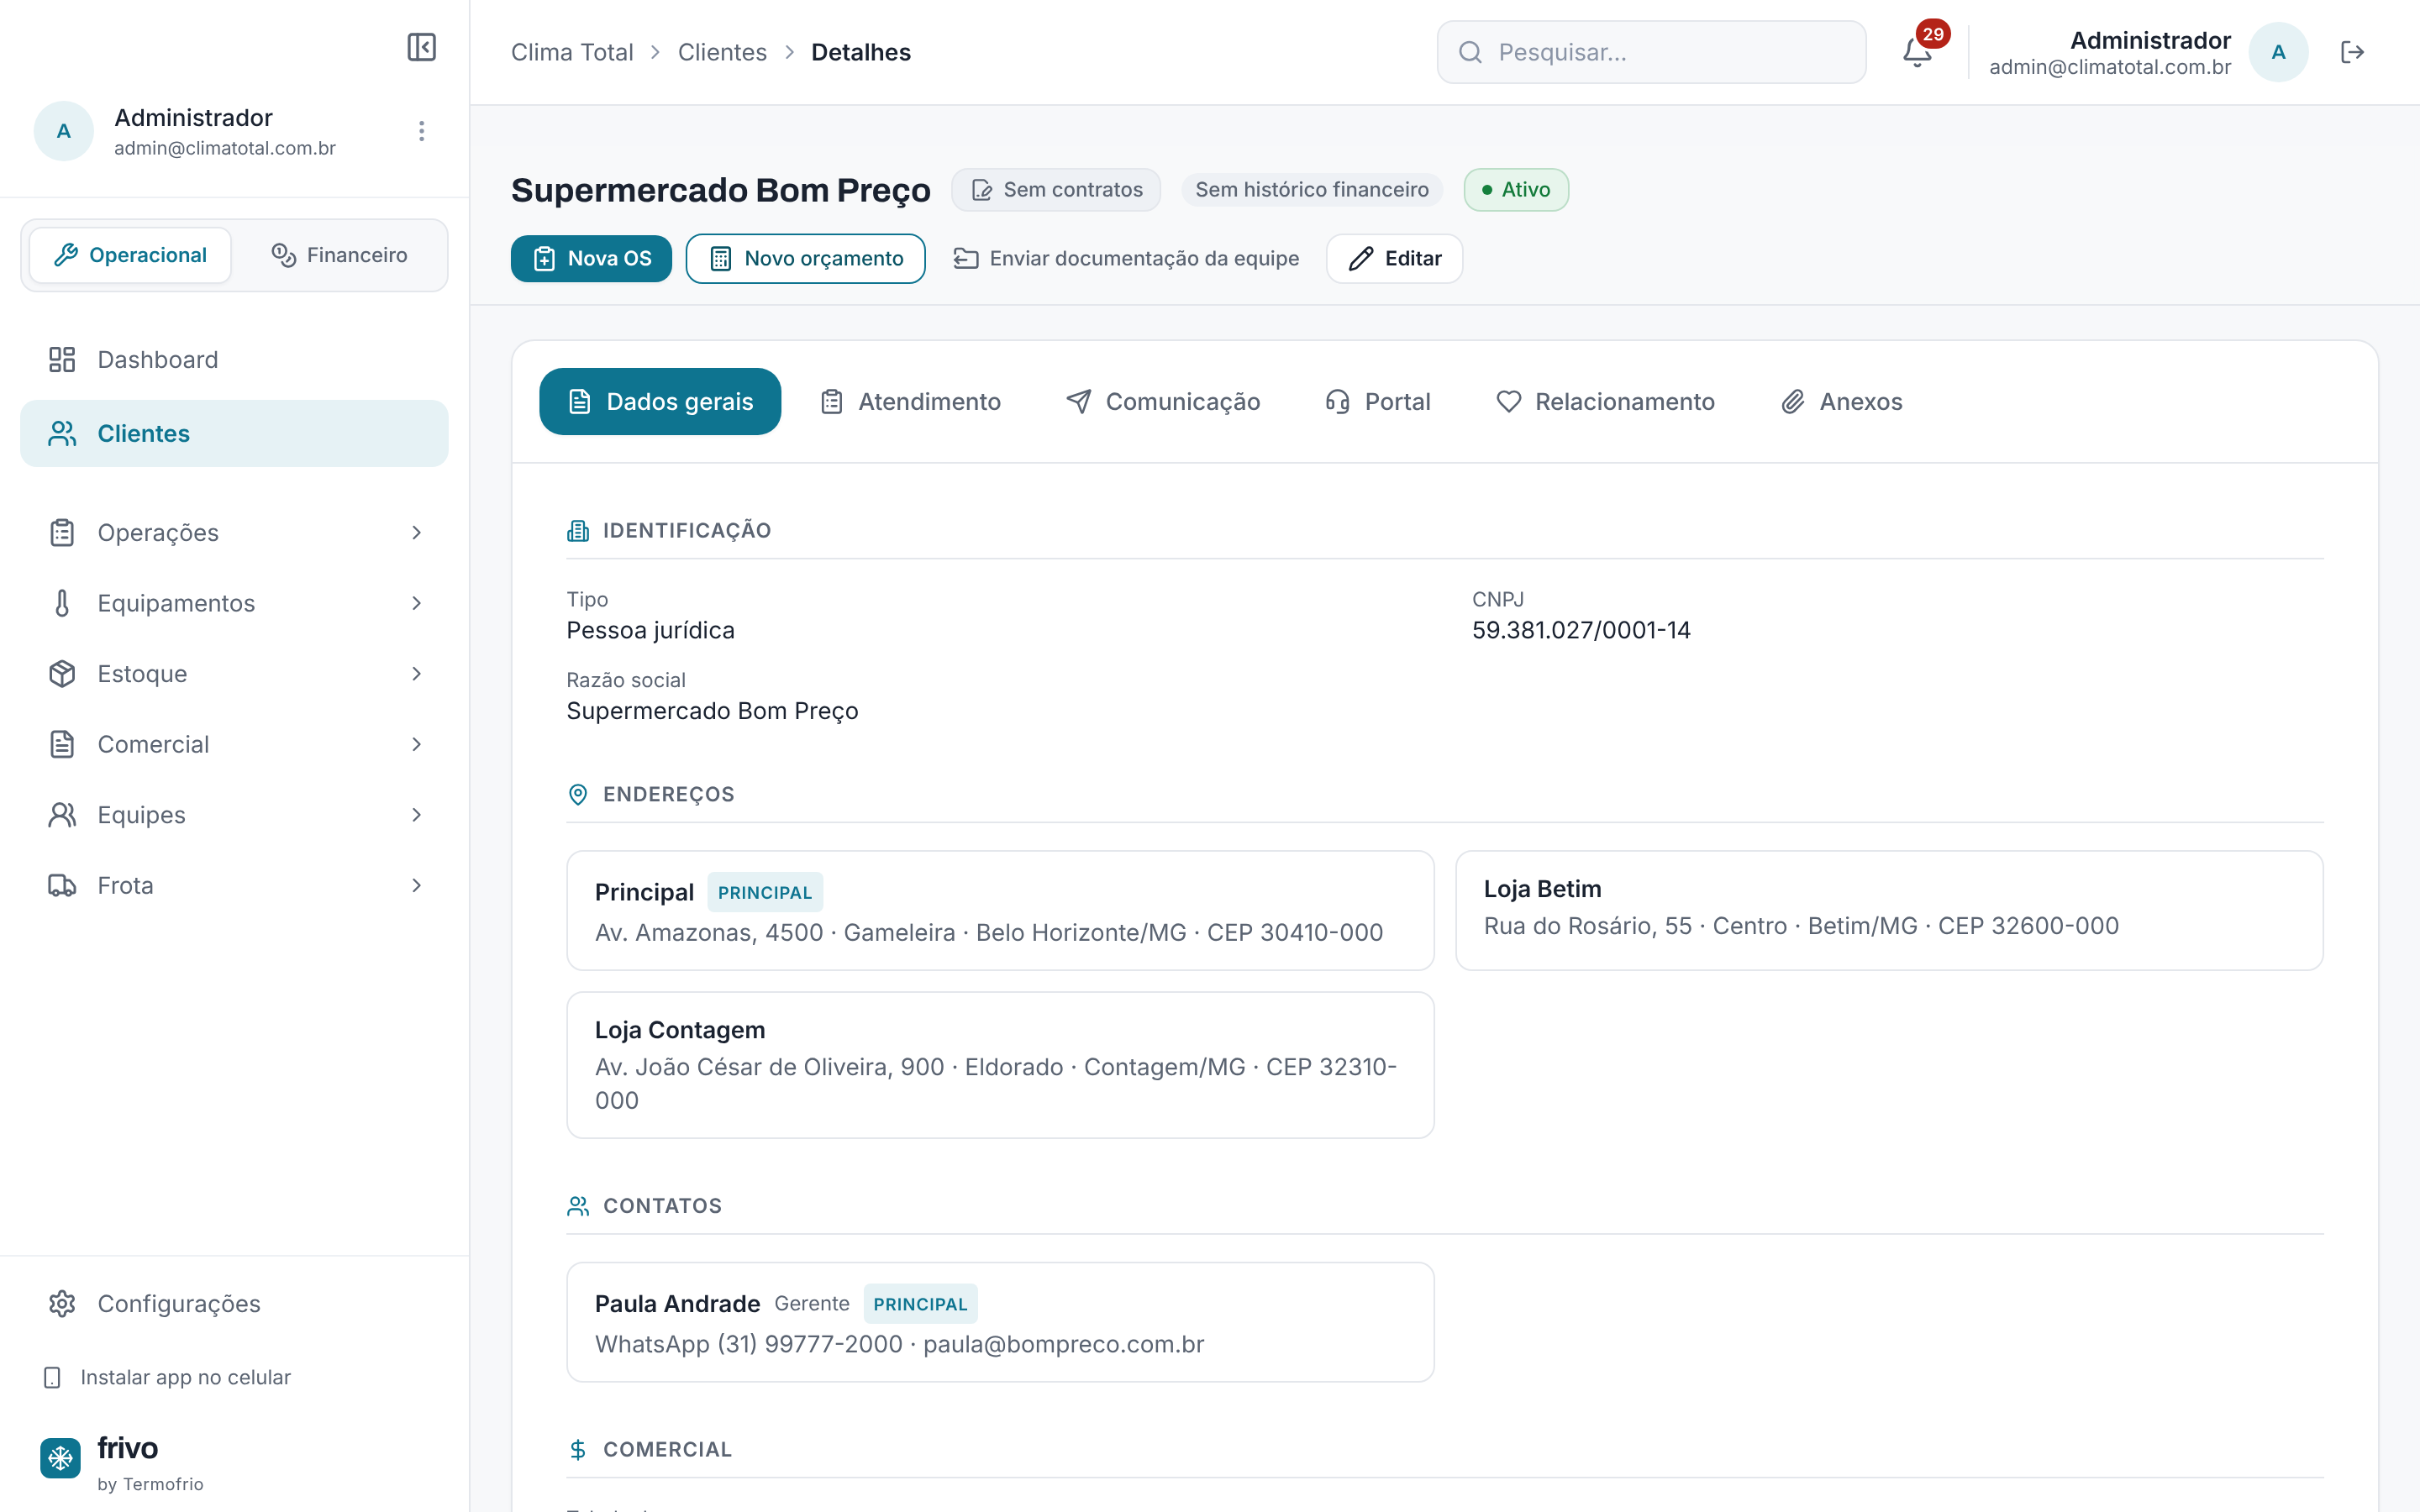 Clima Total > Clientes > Detalhes
Pesquisar...
29
Administrador
admin@climatotal.com.br
A
A
Administrador
admin@climatotal.com.br
Operacional
Financeiro
Dashboard
Clientes
Operações
Equipamentos
Estoque
Comercial
Equipes
Frota
Configurações
Instalar app no celular
frivo
by Termofrio
Supermercado Bom Preço
Sem contratos
Sem histórico financeiro
Ativo
Nova OS
Novo orçamento
Enviar documentação da equipe
Editar
Dados gerais
Atendimento
Comunicação
Portal
Relacionamento
Anexos
IDENTIFICAÇÃO
Tipo
Pessoa jurídica
CNPJ
59.381.027/0001-14
Razão social
Supermercado Bom Preço
ENDEREÇOS
Principal PRINCIPAL
Av. Amazonas, 4500 · Gameleira · Belo Horizonte/MG · CEP 30410-000
Loja Betim
Rua do Rosário, 55 · Centro · Betim/MG · CEP 32600-000
Loja Contagem
Av. João César de Oliveira, 900 · Eldorado · Contagem/MG · CEP 32310-
000
CONTATOS
Paula Andrade Gerente PRINCIPAL
WhatsApp (31) 99777-2000 · paula@bompreco.com.br
COMERCIAL